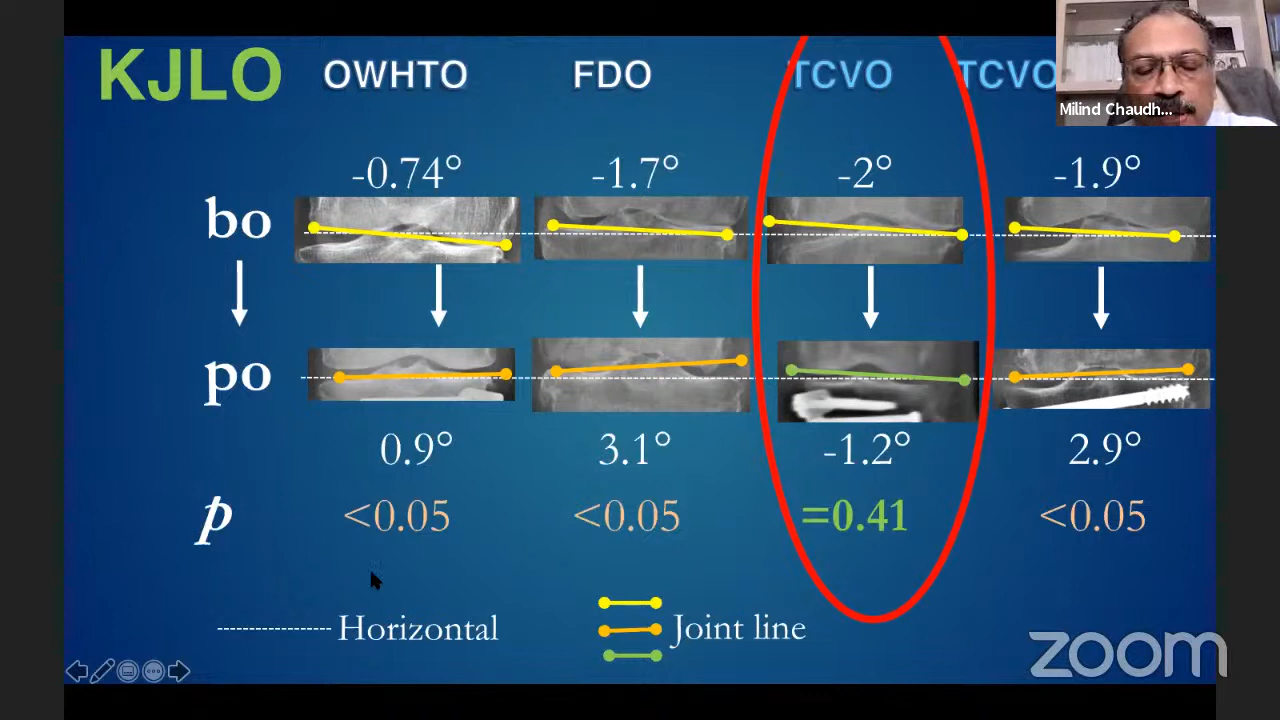 KJLO OWHTO FDO TCVO TCVO
Milind Chaudh...
-0.74° -1.7° -2° -1.9°
bo
po
0.9° 3.1° -1.2° 2.9°
p <0.05 <0.05 =0.41 <0.05
Horizontal Joint line
zoom